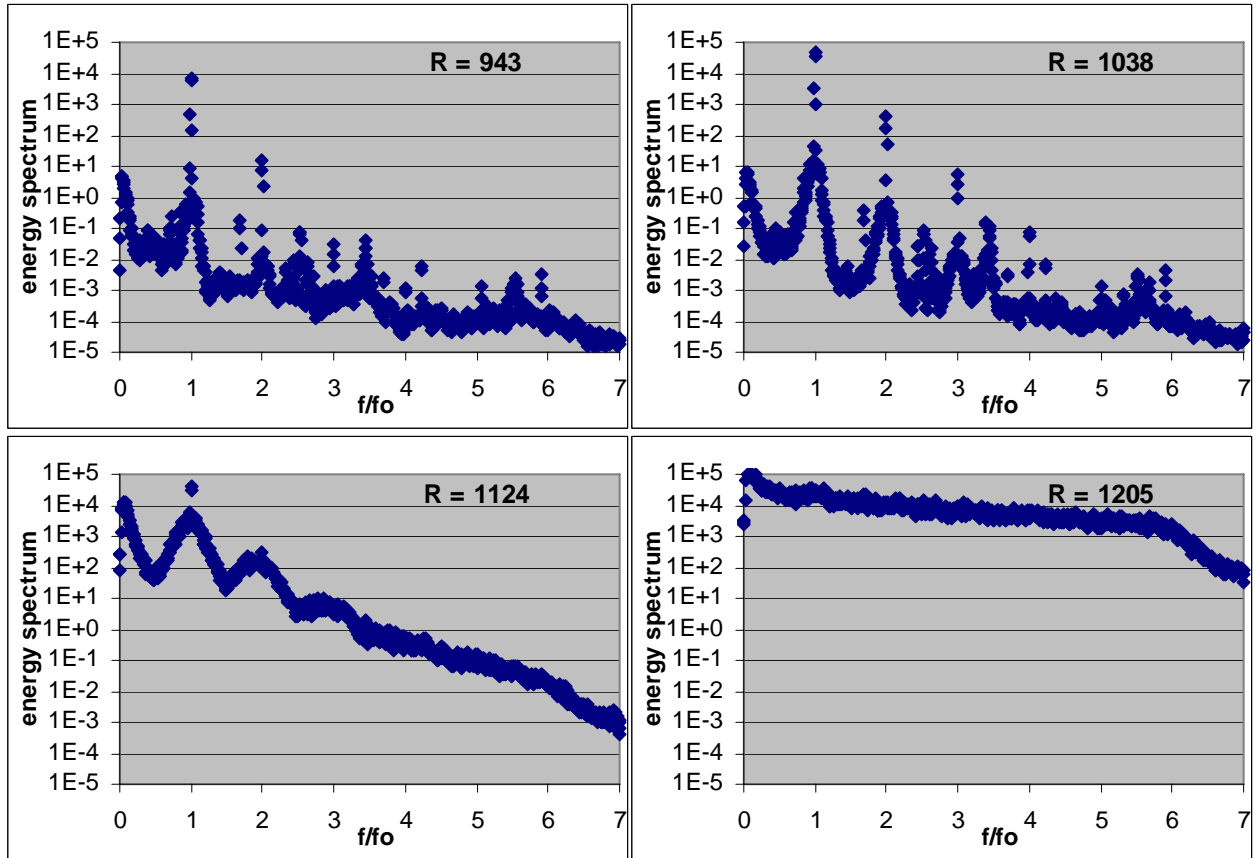 R = 943
energy spectrum
1E+5
1E+4
1E+3
1E+2
1E+1
1E+0
1E-1
1E-2
1E-3
1E-4
1E-5
0 1 2 3 4 5 6 7
f/fo
R = 1038
energy spectrum
1E+5
1E+4
1E+3
1E+2
1E+1
1E+0
1E-1
1E-2
1E-3
1E-4
1E-5
0 1 2 3 4 5 6 7
f/fo
R = 1124
energy spectrum
1E+5
1E+4
1E+3
1E+2
1E+1
1E+0
1E-1
1E-2
1E-3
1E-4
1E-5
0 1 2 3 4 5 6 7
f/fo
R = 1205
energy spectrum
1E+5
1E+4
1E+3
1E+2
1E+1
1E+0
1E-1
1E-2
1E-3
1E-4
1E-5
0 1 2 3 4 5 6 7
f/fo